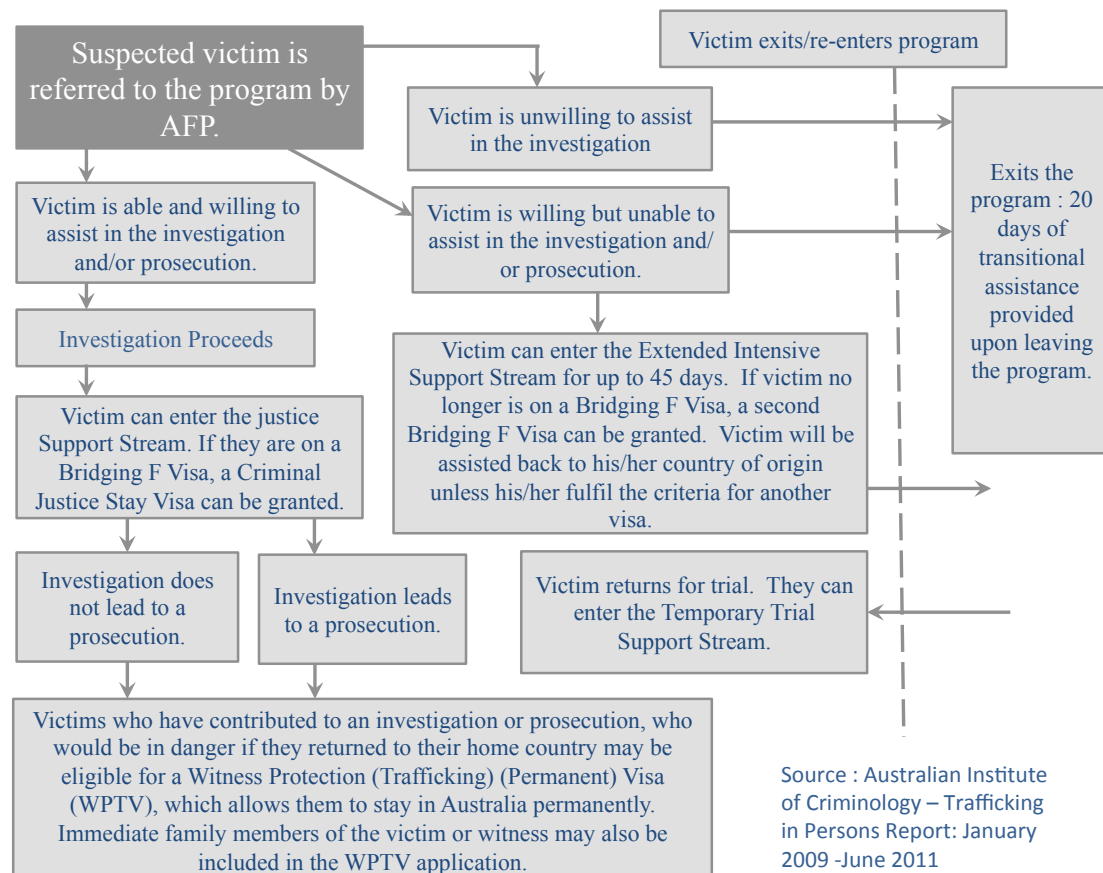 Suspected victim is
referred to the program by
AFP.
Victim exits/re-enters program
Victim is unwilling to assist
in the investigation
Exits the
program : 20
days of
transitional
assistance
provided
upon leaving
the program.
Victim is able and willing to
assist in the investigation
and/or prosecution.
Victim is willing but unable to
assist in the investigation and/
or prosecution.
Investigation Proceeds
Victim can enter the Extended Intensive
Support Stream for up to 45 days. If victim no
longer is on a Bridging F Visa, a second
Bridging F Visa can be granted. Victim will be
assisted back to his/her country of origin
unless his/her fulfil the criteria for another
visa.
Victim can enter the justice
Support Stream. If they are on a
Bridging F Visa, a Criminal
Justice Stay Visa can be granted.
Investigation does
not lead to a
prosecution.
Investigation leads
to a prosecution.
Victim returns for trial. They can
enter the Temporary Trial
Support Stream.
Victims who have contributed to an investigation or prosecution, who
would be in danger if they returned to their home country may be
eligible for a Witness Protection (Trafficking) (Permanent) Visa
(WPTV), which allows them to stay in Australia permanently.
Immediate family members of the victim or witness may also be
included in the WPTV application.
Source : Australian Institute
of Criminology – Trafficking
in Persons Report: January
2009 -June 2011